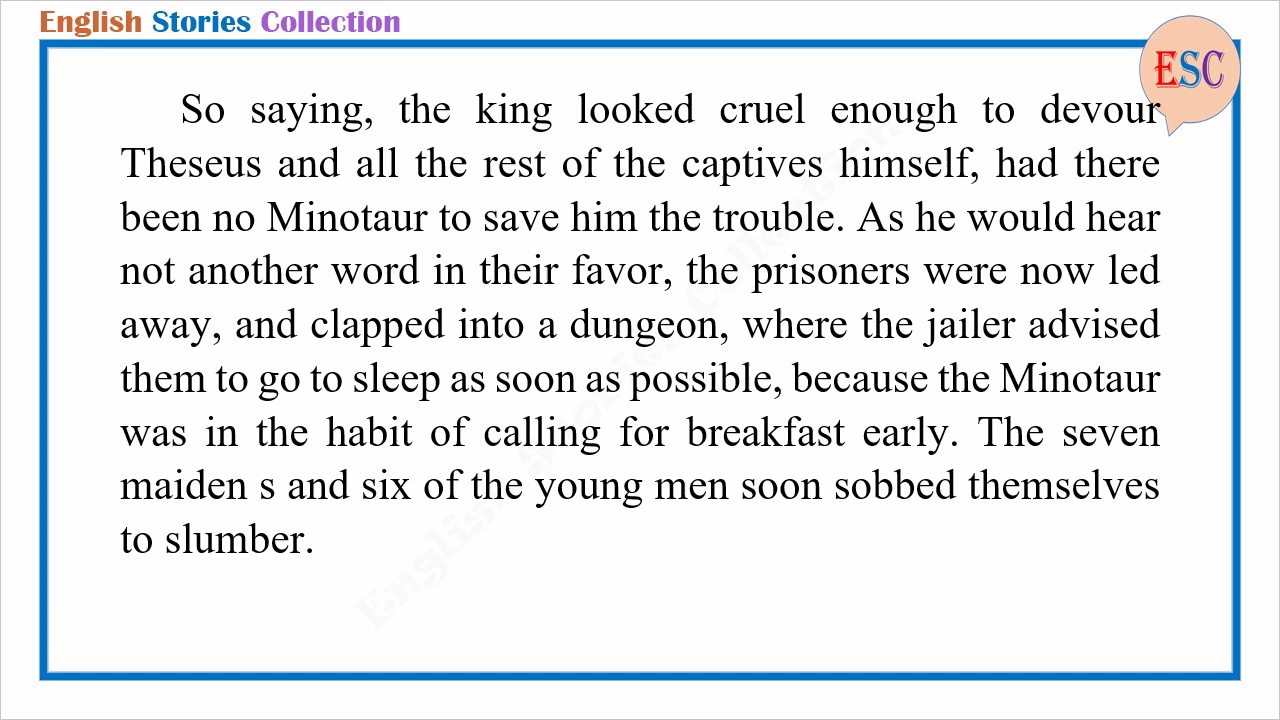 English Stories Collection
ESC
So saying, the king looked cruel enough to devour
Theseus and all the rest of the captives himself, had there
been no Minotaur to save him the trouble. As he would hear
not another word in their favor, the prisoners were now led
away, and clapped into a dungeon, where the jailer advised
them to go to sleep as soon as possible, because the Minotaur
was in the habit of calling for breakfast early. The seven
maiden s and six of the young men soon sobbed themselves
to slumber.
English Stories Collection